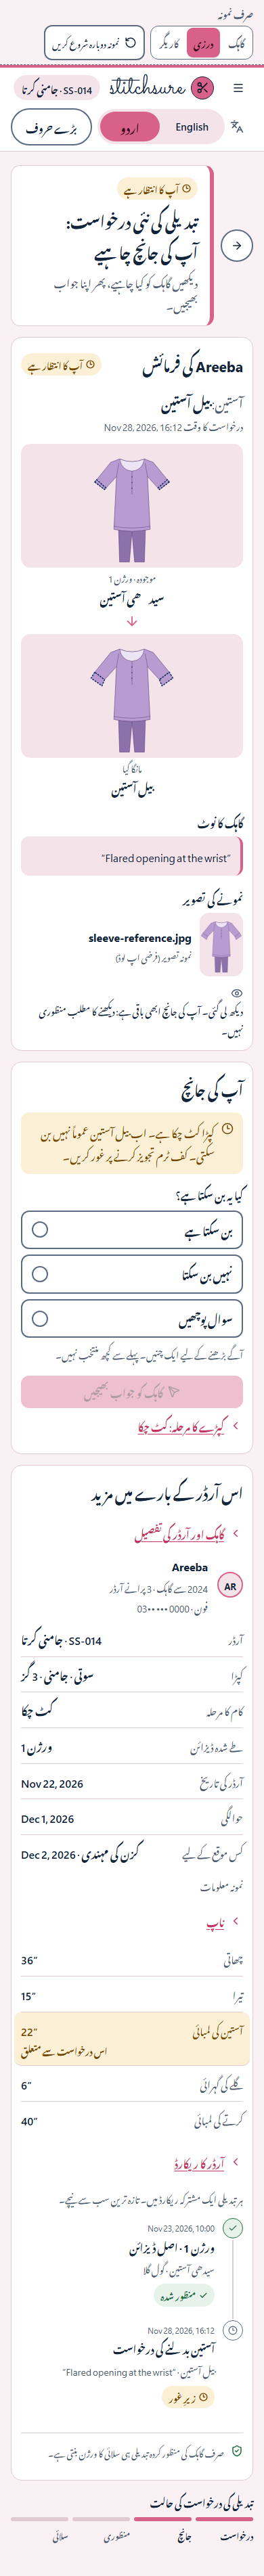 صرف نمونہ
گاہک
درزی
کاریگر
نمونہ دوبارہ شروع کریں
stitchsure
SS-014 · جامنی کرتا
English
اردو
بڑے حروف
آپ کا انتظار ہے
تبدیلی کی نئی درخواست:
آپ کی جانچ چاہیے
دیکھیں گاہک کو کیا چاہیے، پھر اپنا جواب
بھیجیں۔
Areeba کی فرمائش
آپ کا انتظار ہے
آستین: بیل آستین
درخواست کا وقت Nov 28, 2026, 16:12
موجودہ · ورژن 1
سیدھی آستین
مانگا گیا
بیل آستین
گاہک کا نوٹ
"Flared opening at the wrist"
نمونے کی تصویر
sleeve-reference.jpg
نمونہ تصویر (فرضی اپ لوڈ)
دیکھ لی گئی۔ آپ کی جانچ ابھی باقی ہے: دیکھنے کا مطلب منظوری
نہیں۔
آپ کی جانچ
کپڑا کٹ چکا ہے۔ اب بیل آستین عموماً نہیں بن
سکتی۔ کف ٹرم تجویز کرنے پر غور کریں۔
کیا یہ بن سکتا ہے؟
بن سکتا ہے
نہیں بن سکتا
سوال پوچھیں
آگے بڑھنے کے لیے ایک چنیں۔ پہلے سے کچھ منتخب نہیں۔
گاہک کو جواب بھیجیں
کپڑے کا مرحلہ: کٹ چکا
اس آرڈر کے بارے میں مزید
گاہک اور آرڈر کی تفصیل
AR
Areeba
2024 سے گاہک · 3 پرانے آرڈر
فون · 03•• ••• 0000
آرڈر
SS-014 · جامنی کرتا
کپڑا
سوتی · جامنی · 3 گز
کام کا مرحلہ
کٹ چکا
طے شدہ ڈیزائن
ورژن 1
آرڈر کی تاریخ
Nov 22, 2026
حوالگی
Dec 1, 2026
کس موقع کے لیے
کزن کی مہندی · Dec 2, 2026
نمونہ معلومات
ناپ
چھاتی
36"
تیرا
15"
آستین کی لمبائی
22"
اس درخواست سے متعلق
گلے کی گہرائی
6"
کرتے کی لمبائی
40"
آرڈر کا ریکارڈ
ہر تبدیلی ایک مشترکہ ریکارڈ میں۔ تازہ ترین سب سے نیچے۔
Nov 23, 2026, 10:00
ورژن 1 · اصل ڈیزائن
سیدھی آستین · گول گلا
منظور شدہ
Nov 28, 2026, 16:12
آستین بدلنے کی درخواست
بیل آستین · "Flared opening at the wrist"
زیرِ غور
صرف گاہک کی منظور کردہ تبدیلی ہی سلائی کا ورژن بنتی ہے۔
تبدیلی کی درخواست کی حالت
درخواست
جانچ
منظوری
سلائی